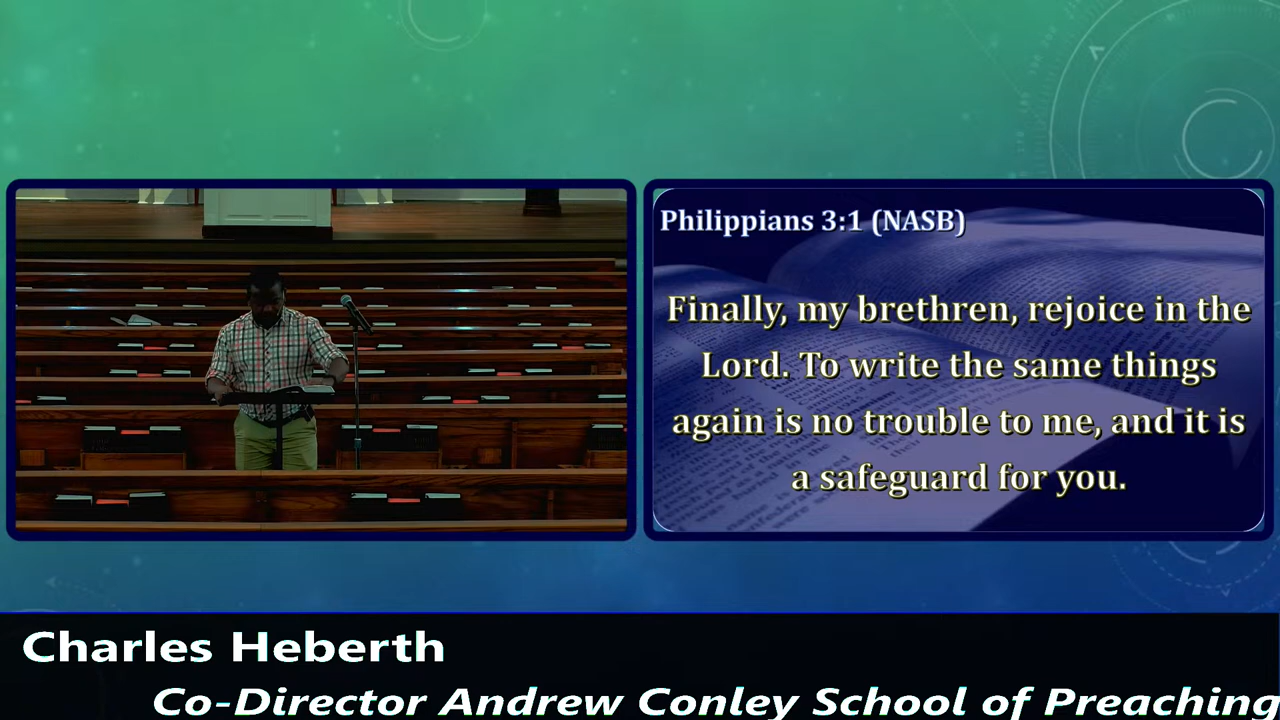 Philippians 3:1 (NASB)
Finally, my brethren, rejoice in the
Lord. To write the same things
again is no trouble to me, and it is
a safeguard for you.
Charles Heberth
Co-Director Andrew Conley School of Preaching